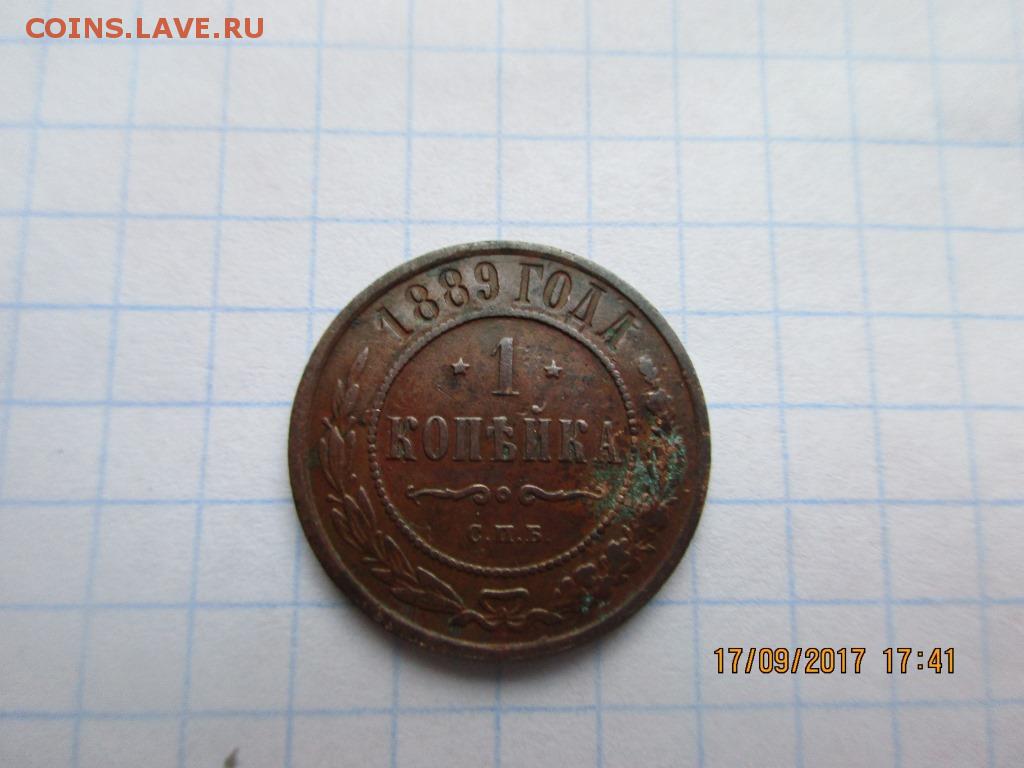 COINS.LAVE.RU
1889 ГОДА
1
КОПѢЙКА
С.П.Б.
17/09/2017 17:41